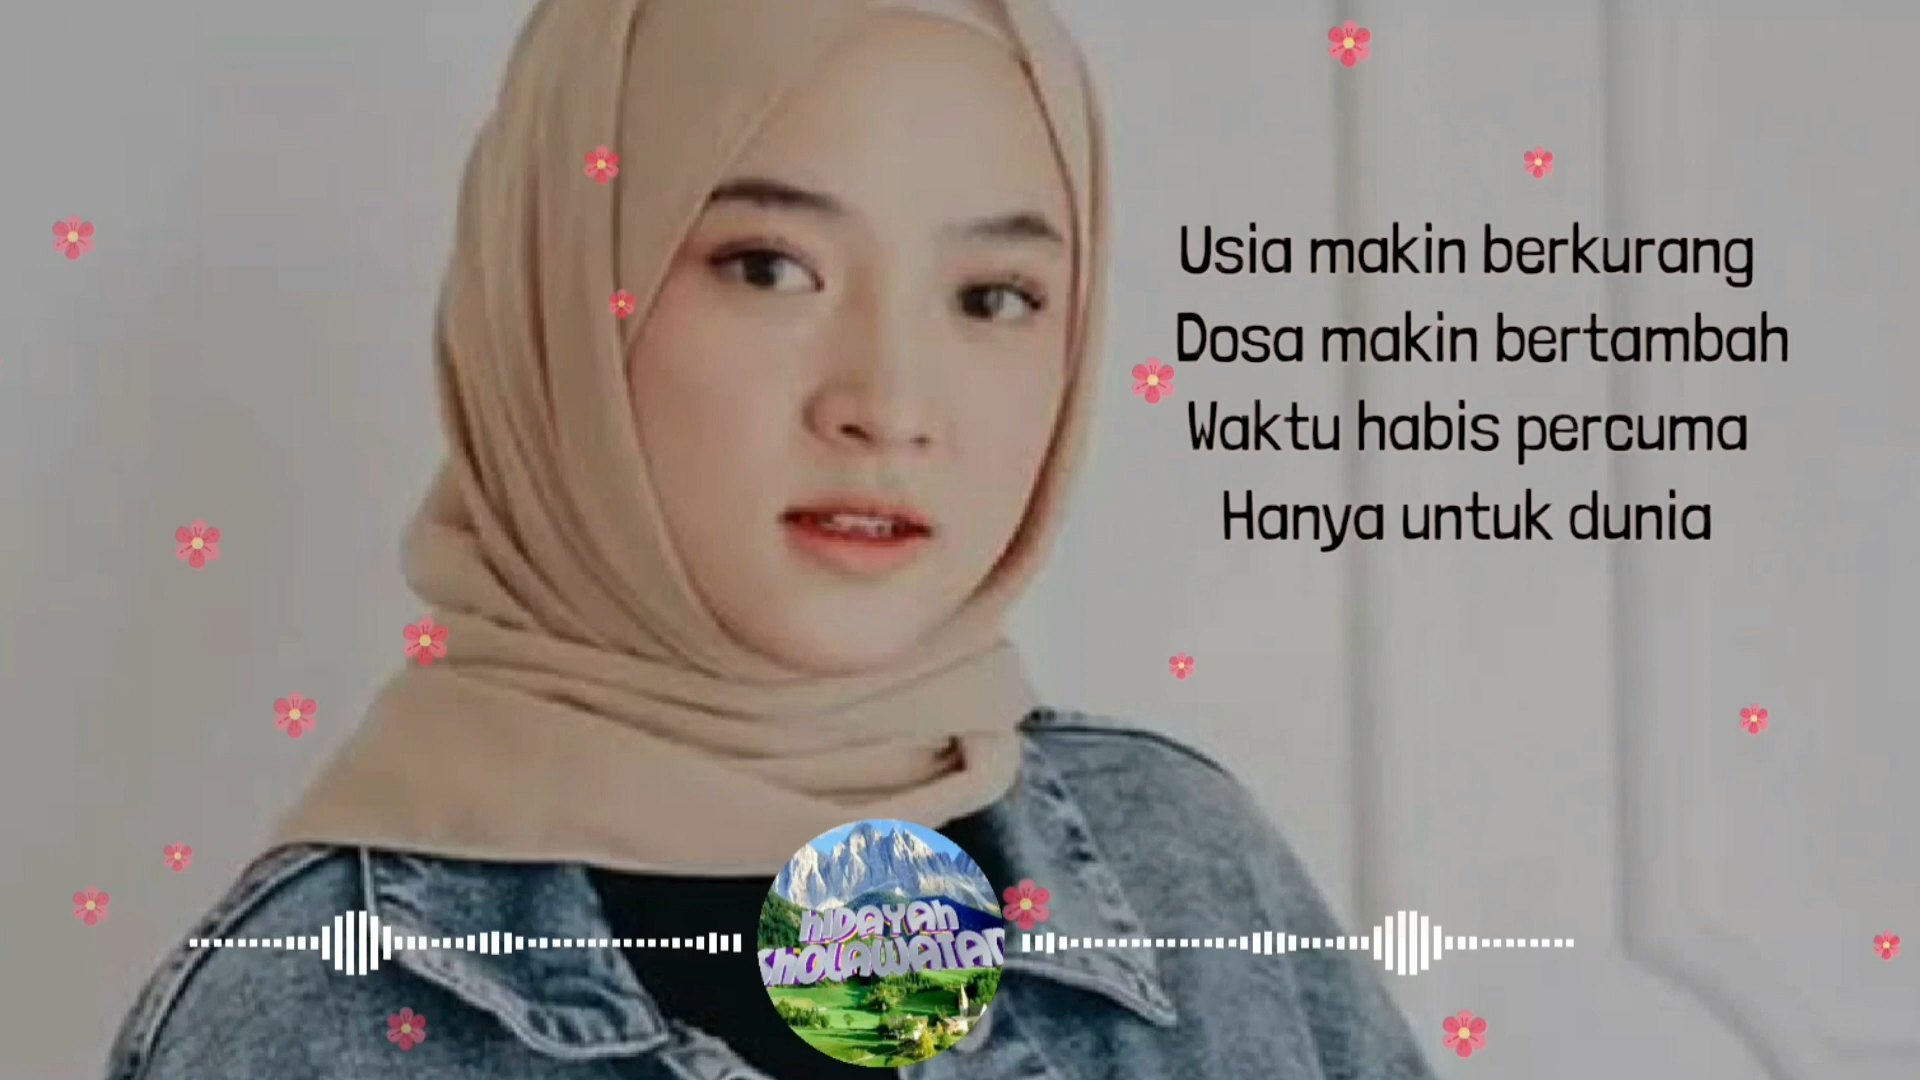 Usia makin berkurang
Dosa makin bertambah
Waktu habis percuma
Hanya untuk dunia
HIDAYAH
SHOLAWATAN